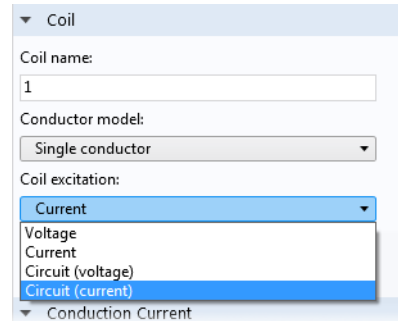 Coil
Coil name:
1
Conductor model:
Single conductor
Coil excitation:
Current
Voltage
Current
Circuit (voltage)
Circuit (current)
Conduction Current